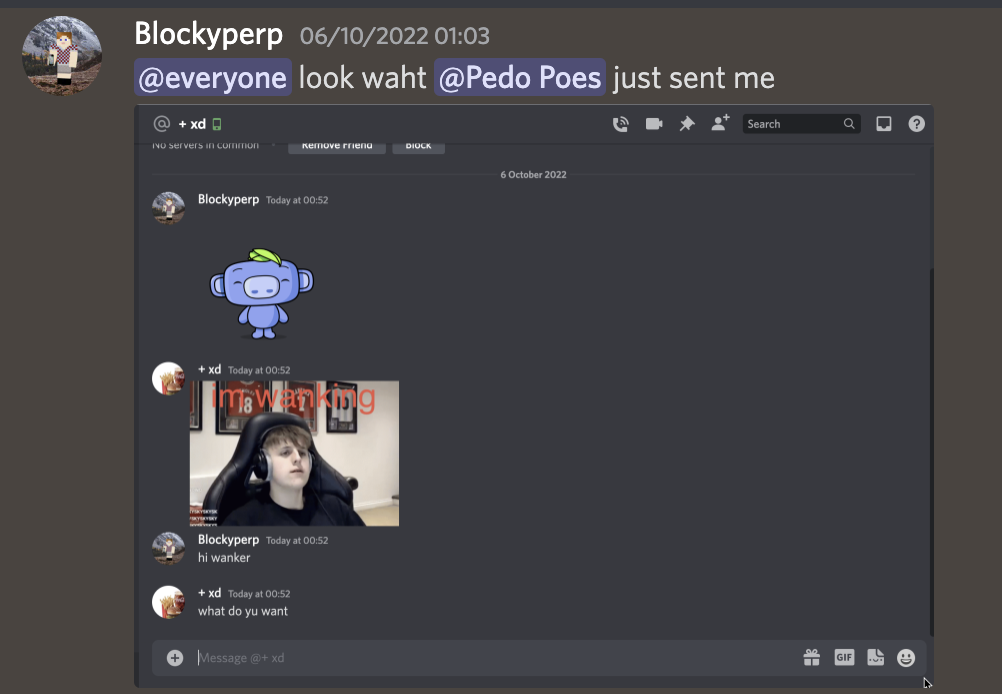 Blockyperp 06/10/2022 01:03
@everyone look waht @Pedo Poes just sent me
@ + xd Search
No servers in common Remove Friend Block
6 October 2022
Blockyperp Today at 00:52
+ xd Today at 00:52
im wanking
18 7
Blockyperp Today at 00:52
hi wanker
+ xd Today at 00:52
what do yu want
Message @+ xd GIF